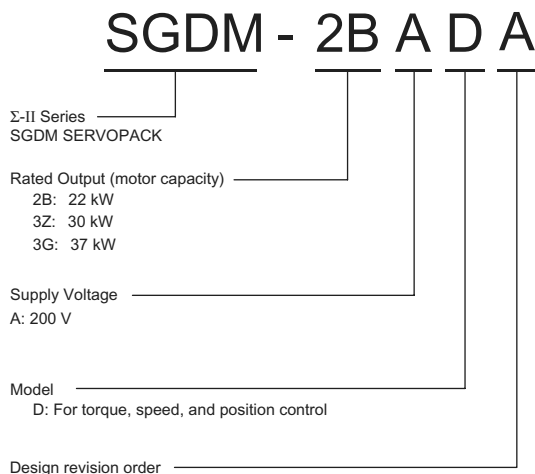 SGDM - 2B A D A
Σ-II Series
SGDM SERVOPACK
Rated Output (motor capacity)
2B: 22 kW
3Z: 30 kW
3G: 37 kW
Supply Voltage
A: 200 V
Model
D: For torque, speed, and position control
Design revision order